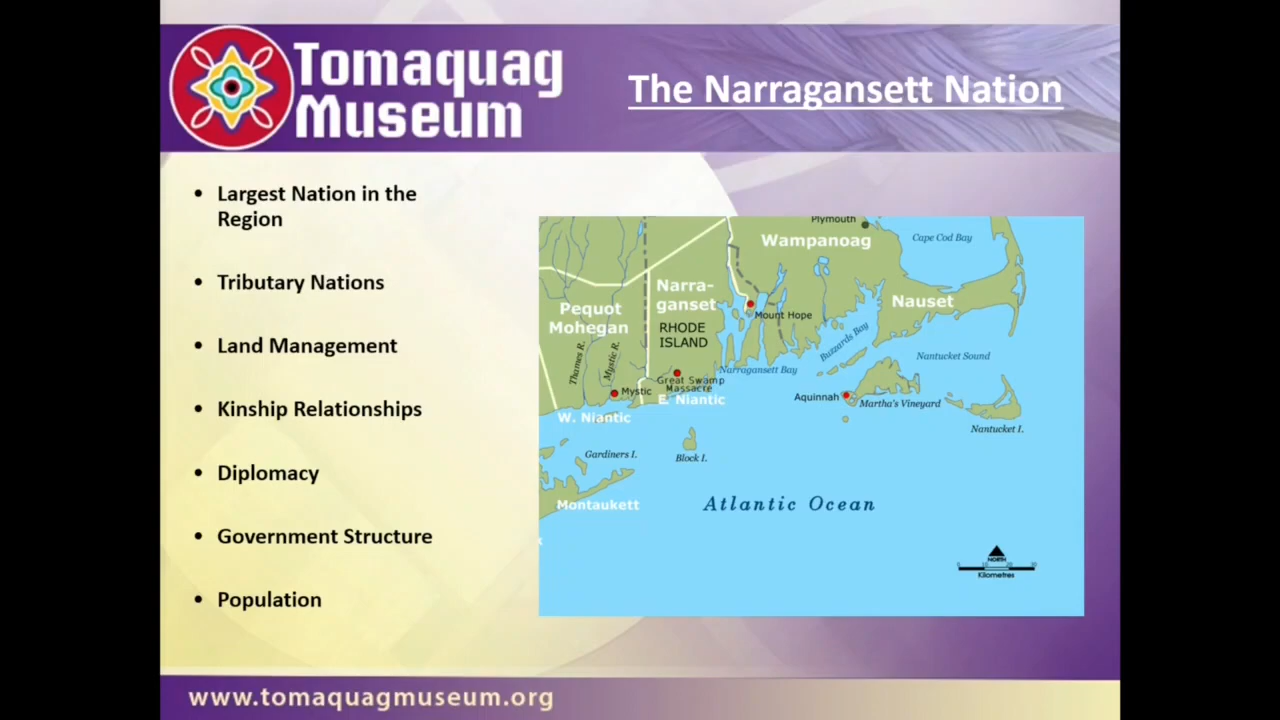 Tomaquag
Museum
The Narragansett Nation
• Largest Nation in the
Region
• Tributary Nations
• Land Management
• Kinship Relationships
• Diplomacy
• Government Structure
• Population
Plymouth
Wampanoag
Cape Cod Bay
Narra-
ganset
Nauset
Pequot
Mohegan
Mount Hope
RHODE
ISLAND
Buzzards Bay
Thames R.
Mystic R.
Nantucket Sound
Narragansett Bay
Great Swamp
Massacre
Mystic
E. Niantic
Aquinnah
Martha's Vineyard
W. Niantic
Nantucket I.
Gardiners I.
Block I.
Montaukett
Atlantic Ocean
NORTH
Kilometres
www.tomaquagmuseum.org